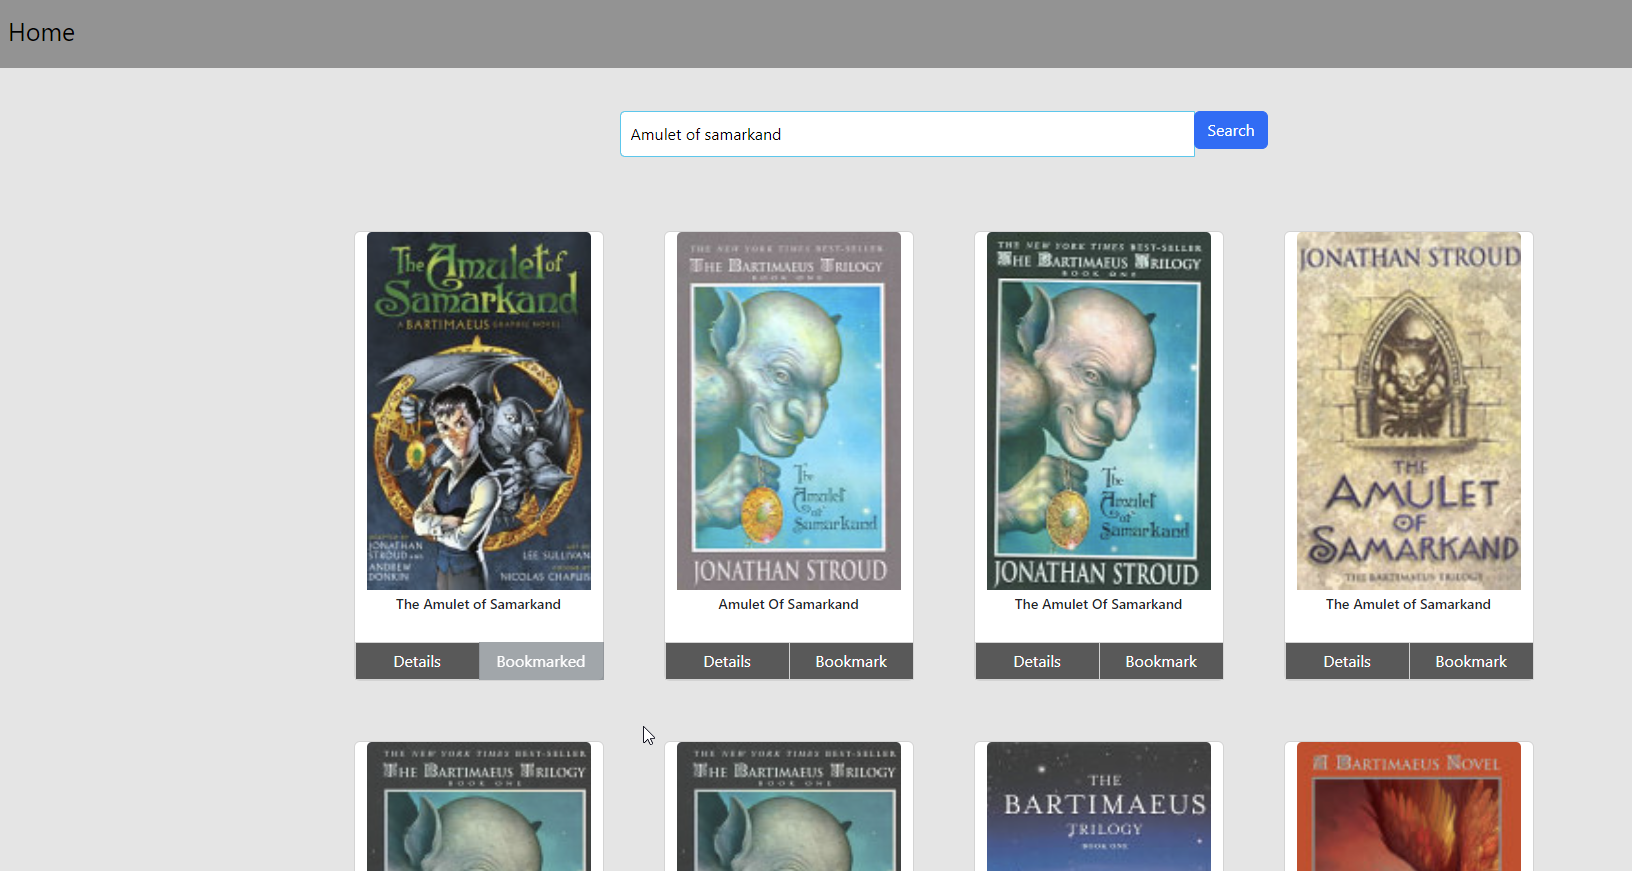 Home
Amulet of samarkand
Search
The Amulet of
Samarkand
A BARTIMAEUS GRAPHIC NOVEL
ADAPTED BY
JONATHAN
STROUD AND
ANDREW
DONKIN
ART BY
LEE SULLIVAN
NICOLAS CHAPUIS
THE NEW YORK TIMES BEST-SELLER
THE BARTIMAEUS TRILOGY
BOOK ONE
The
Amulet
of
Samarkand
JONATHAN STROUD
THE NEW YORK TIMES BEST-SELLER
THE BARTIMAEUS TRILOGY
BOOK ONE
The
Amulet
of
Samarkand
JONATHAN STROUD
JONATHAN STROUD
THE
AMULET
OF
SAMARKAND
THE BARTIMAEUS TRILOGY
The Amulet of Samarkand
Amulet Of Samarkand
The Amulet Of Samarkand
The Amulet of Samarkand
Details
Bookmarked
Details
Bookmark
Details
Bookmark
Details
Bookmark
THE NEW YORK TIMES BEST-SELLER
THE BARTIMAEUS TRILOGY
BOOK ONE
THE NEW YORK TIMES BEST-SELLER
THE BARTIMAEUS TRILOGY
BOOK ONE
THE
BARTIMAEUS
TRILOGY
BOOK ONE
A BARTIMAEUS NOVEL